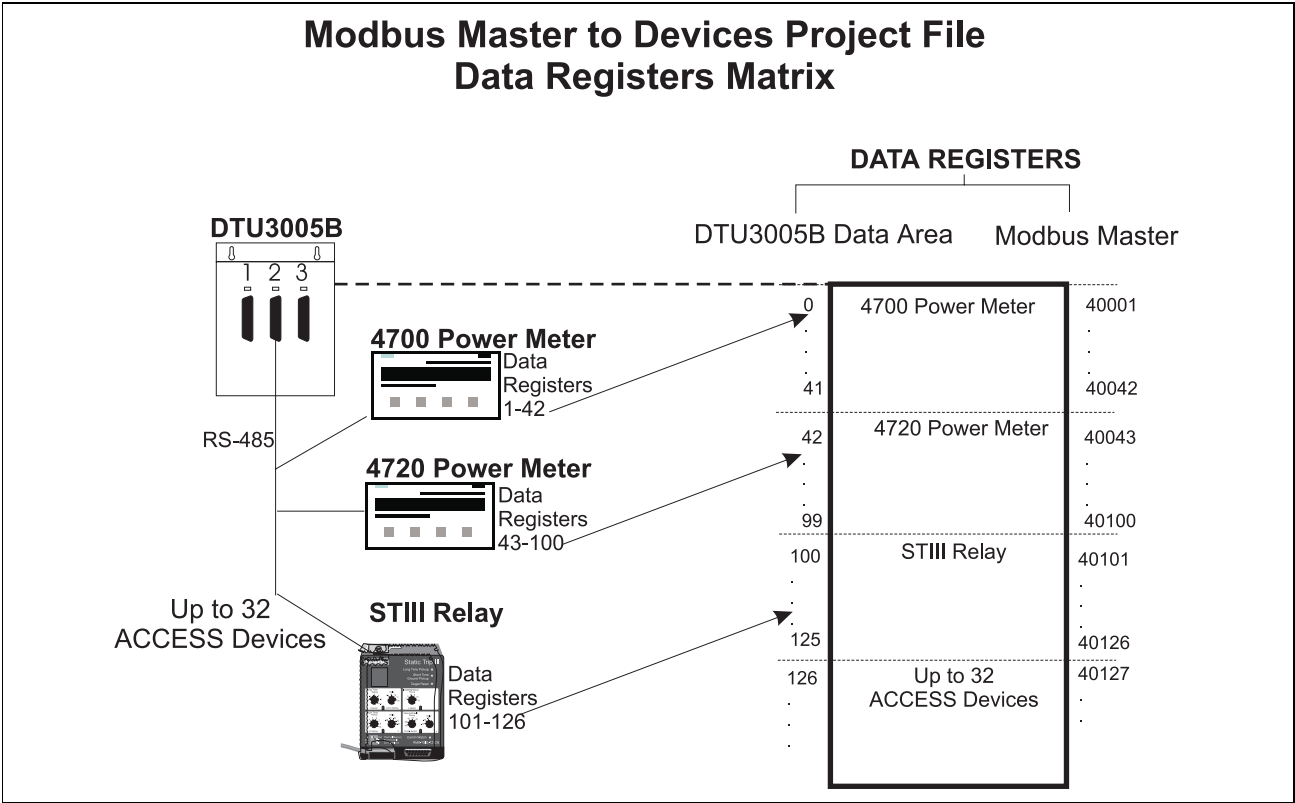 Modbus Master to Devices Project File
Data Registers Matrix
DATA REGISTERS
DTU3005B Data Area
Modbus Master
DTU3005B
1 2 3
RS-485
4700 Power Meter
Data
Registers
1-42
4720 Power Meter
Data
Registers
43-100
Up to 32
ACCESS Devices
STIII Relay
Static Trip III
Data
Registers
101-126
0
4700 Power Meter
40001
41
40042
42
4720 Power Meter
40043
99
40100
100
STIII Relay
40101
125
40126
126
Up to 32
ACCESS Devices
40127